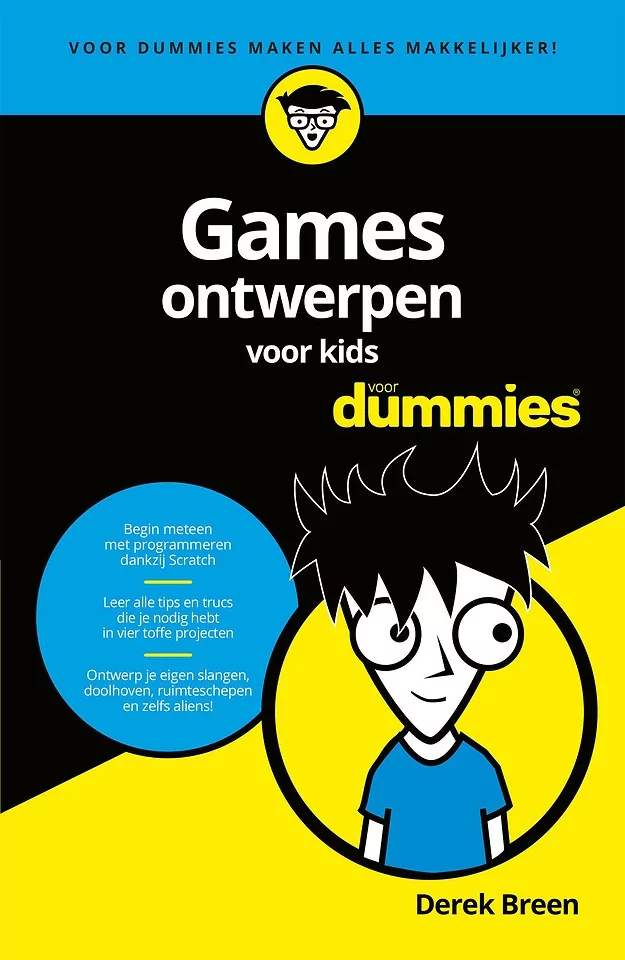 VOOR DUMMIES MAKEN ALLES MAKKELIJKER!
Games
ontwerpen
voor kids
voor
dummies®
Begin meteen
met programmeren
dankzij Scratch
Leer alle tips en trucs
die je nodig hebt
in vier toffe projecten
Ontwerp je eigen slangen,
doolhoven, ruimteschepen
en zelfs aliens!
Derek Breen